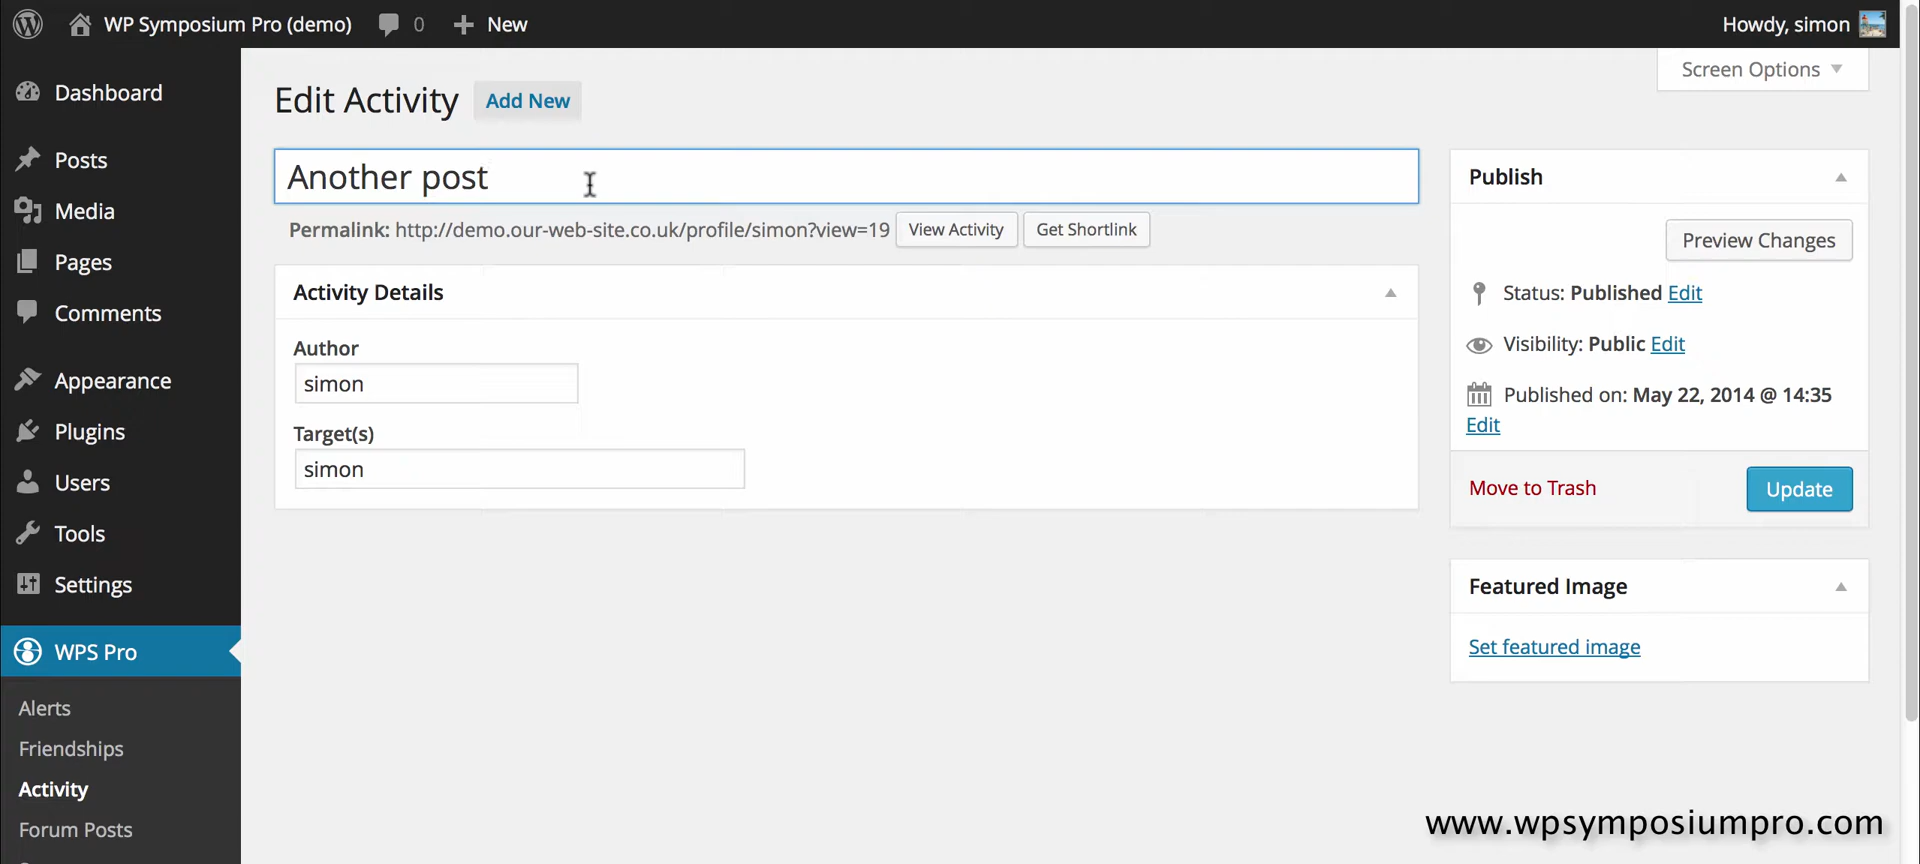 WP Symposium Pro (demo) 0 New Howdy, simon
Dashboard
Posts
Media
Pages
Comments
Appearance
Plugins
Users
Tools
Settings
WPS Pro
Alerts
Friendships
Activity
Forum Posts
Screen Options
Edit Activity Add New
Another post
Permalink: http://demo.our-web-site.co.uk/profile/simon?view=19 View Activity Get Shortlink
Activity Details
Author
simon
Target(s)
simon
Publish
Preview Changes
Status: Published Edit
Visibility: Public Edit
Published on: May 22, 2014 @ 14:35
Edit
Move to Trash Update
Featured Image
Set featured image
www.wpsymposiumpro.com